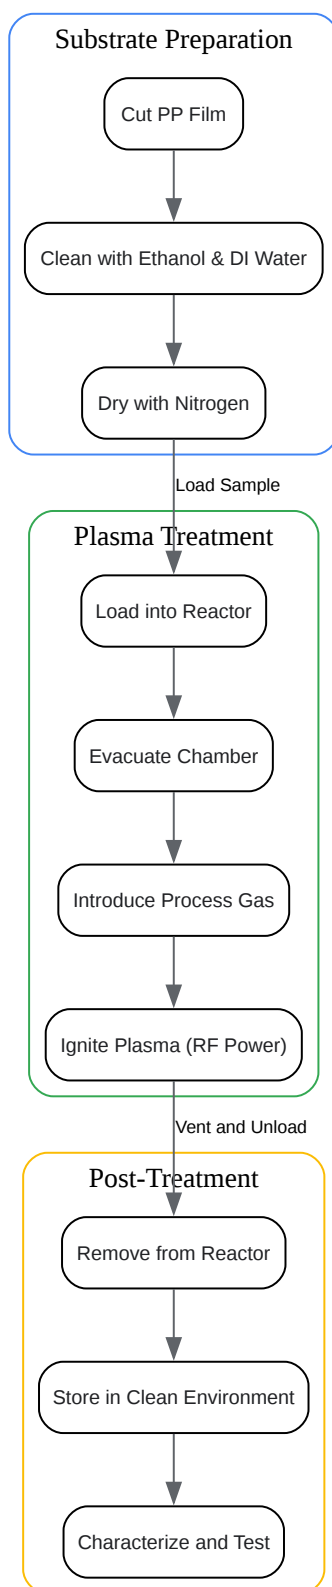 Substrate Preparation
Cut PP Film
Clean with Ethanol & DI Water
Dry with Nitrogen
Load Sample
Plasma Treatment
Load into Reactor
Evacuate Chamber
Introduce Process Gas
Ignite Plasma (RF Power)
Vent and Unload
Post-Treatment
Remove from Reactor
Store in Clean Environment
Characterize and Test